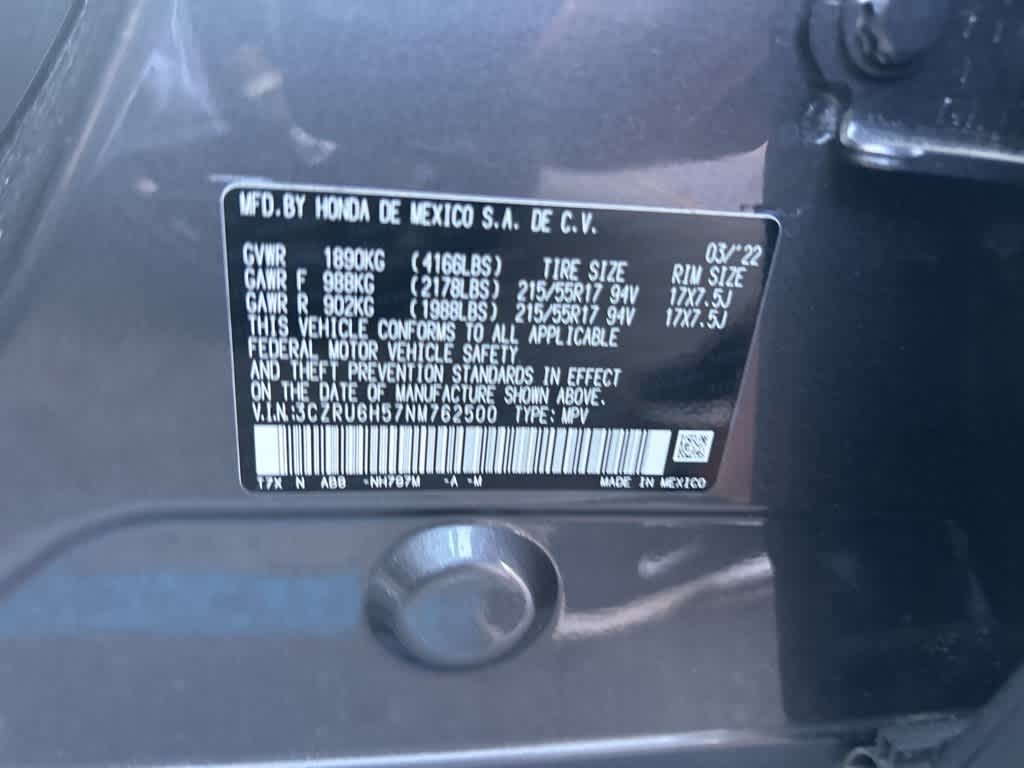 MFD.BY HONDA DE MEXICO S.A. DE C.V.
03/'22
GVWR 1890KG (4166LBS) TIRE SIZE RIM SIZE
GAWR F 988KG (2178LBS) 215/55R17 94V 17X7.5J
GAWR R 902KG (1988LBS) 215/55R17 94V 17X7.5J
THIS VEHICLE CONFORMS TO ALL APPLICABLE
FEDERAL MOTOR VEHICLE SAFETY
AND THEFT PREVENTION STANDARDS IN EFFECT
ON THE DATE OF MANUFACTURE SHOWN ABOVE.
V.I.N:3CZRU6H57NM762500 TYPE: MPV
T7X N ABB -NH797M -A -M MADE IN MEXICO